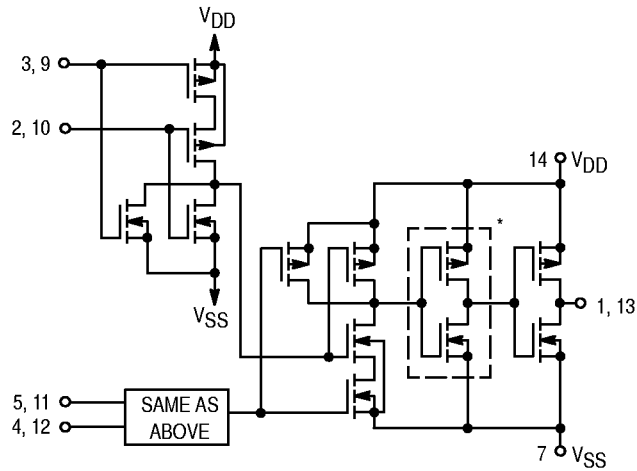 VDD
3, 9
2, 10
14
VDD
*
1, 13
VSS
5, 11
4, 12
SAME AS
ABOVE
7
VSS